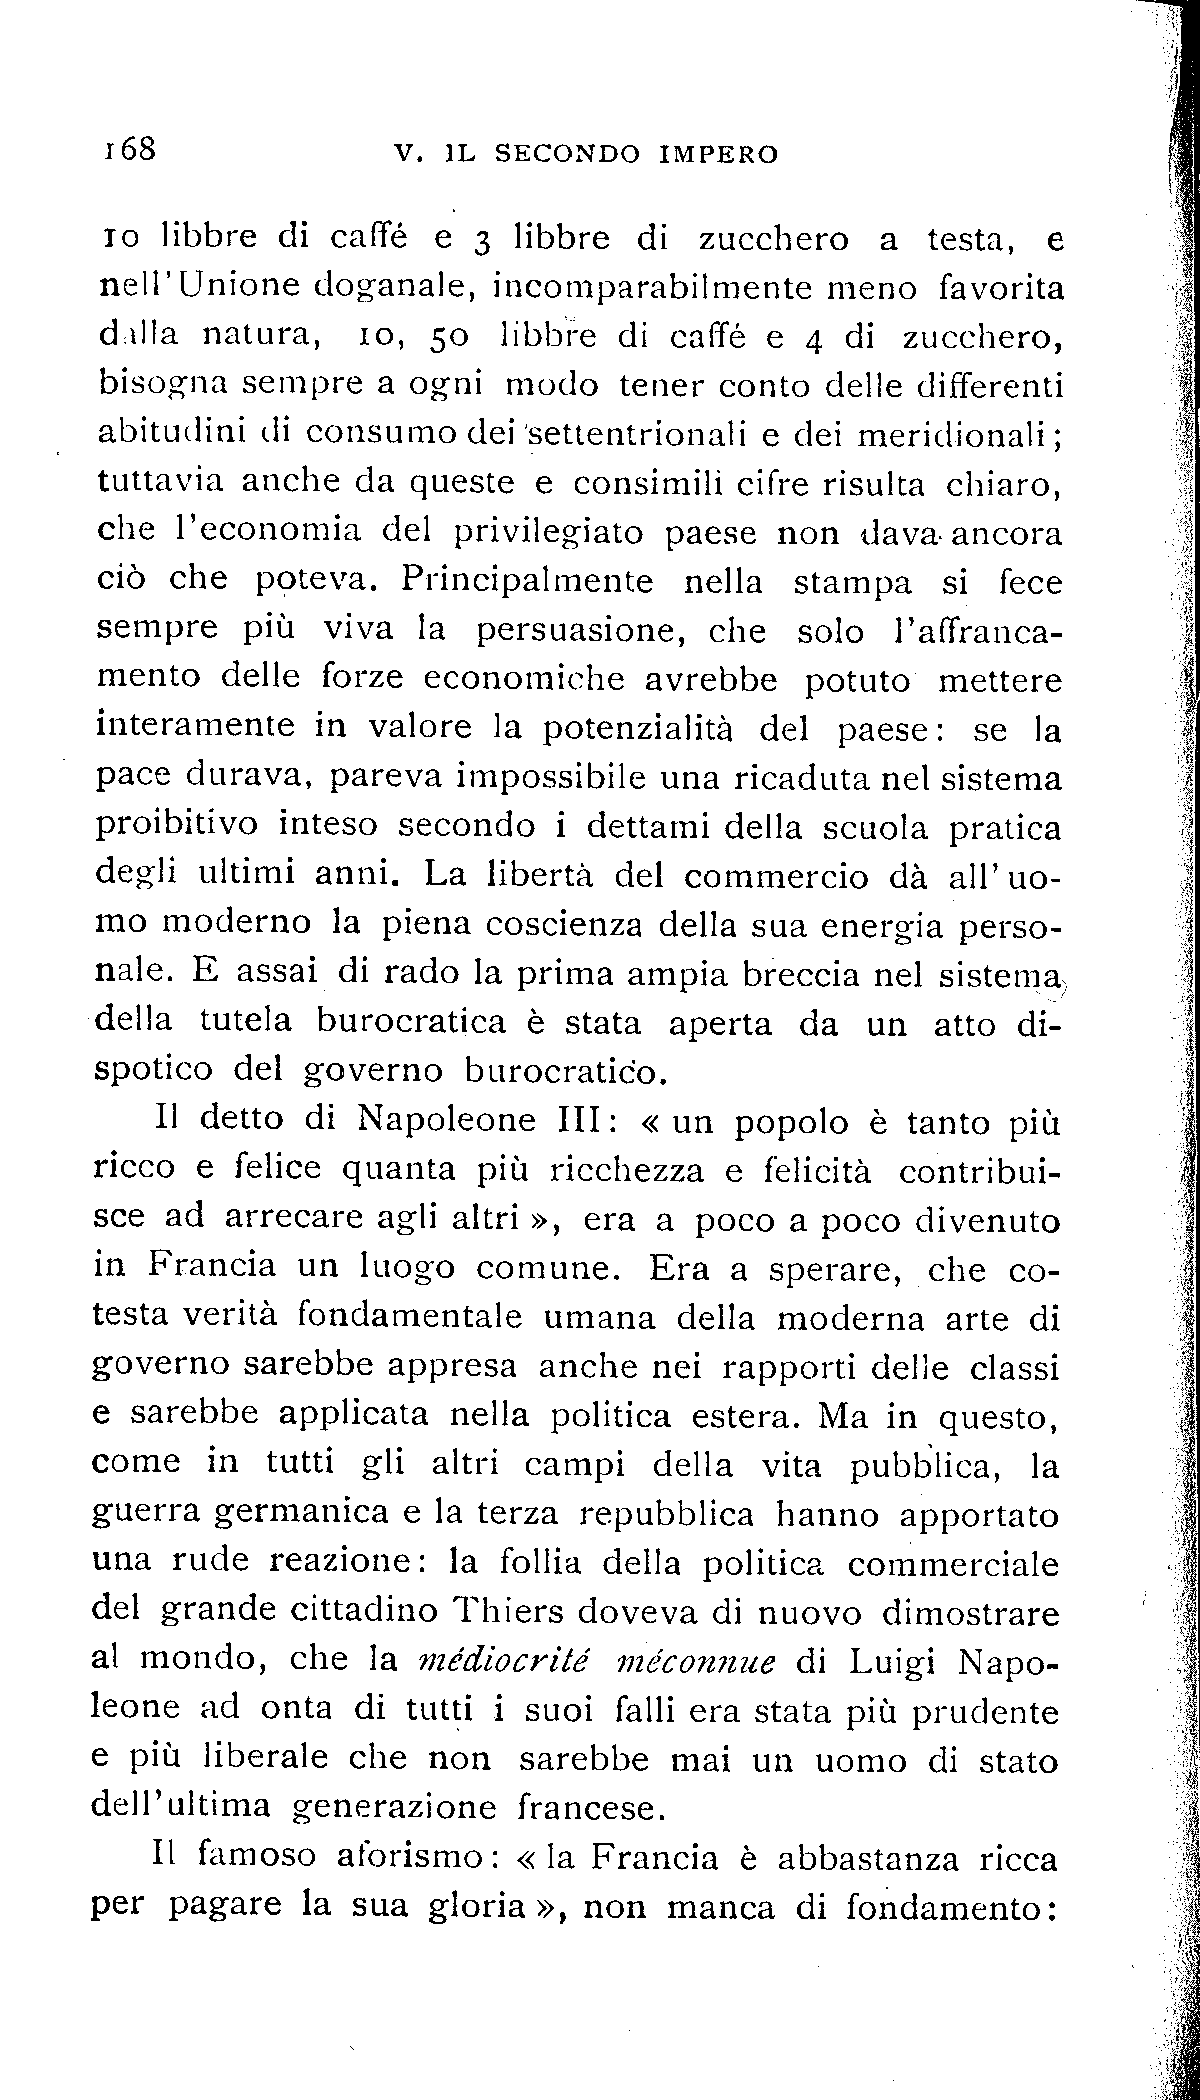 168 V. IL SECONDO IMPERO
10 libbre di caffé e 3 libbre di zucchero a testa, e
nell'Unione doganale, incomparabilmente meno favorita
dalla natura, 10, 50 libbre di caffé e 4 di zucchero,
bisogna sempre a ogni modo tener conto delle differenti
abitudini di consumo dei settentrionali e dei meridionali;
tuttavia anche da queste e consimili cifre risulta chiaro,
che l'economia del privilegiato paese non dava ancora
ciò che poteva. Principalmente nella stampa si fece
sempre più viva la persuasione, che solo l'affranca-
mento delle forze economiche avrebbe potuto mettere
interamente in valore la potenzialità del paese: se la
pace durava, pareva impossibile una ricaduta nel sistema
proibitivo inteso secondo i dettami della scuola pratica
degli ultimi anni. La libertà del commercio dà all'uo-
mo moderno la piena coscienza della sua energia perso-
nale. E assai di rado la prima ampia breccia nel sistema
della tutela burocratica è stata aperta da un atto di-
spotico del governo burocratico.
Il detto di Napoleone III: « un popolo è tanto più
ricco e felice quanta più ricchezza e felicità contribui-
sce ad arrecare agli altri », era a poco a poco divenuto
in Francia un luogo comune. Era a sperare, che co-
testa verità fondamentale umana della moderna arte di
governo sarebbe appresa anche nei rapporti delle classi
e sarebbe applicata nella politica estera. Ma in questo,
come in tutti gli altri campi della vita pubblica, la
guerra germanica e la terza repubblica hanno apportato
una rude reazione: la follia della politica commerciale
del grande cittadino Thiers doveva di nuovo dimostrare
al mondo, che la médiocrité méconnue di Luigi Napo-
leone ad onta di tutti i suoi falli era stata più prudente
e più liberale che non sarebbe mai un uomo di stato
dell'ultima generazione francese.
Il famoso aforismo: « la Francia è abbastanza ricca
per pagare la sua gloria », non manca di fondamento: